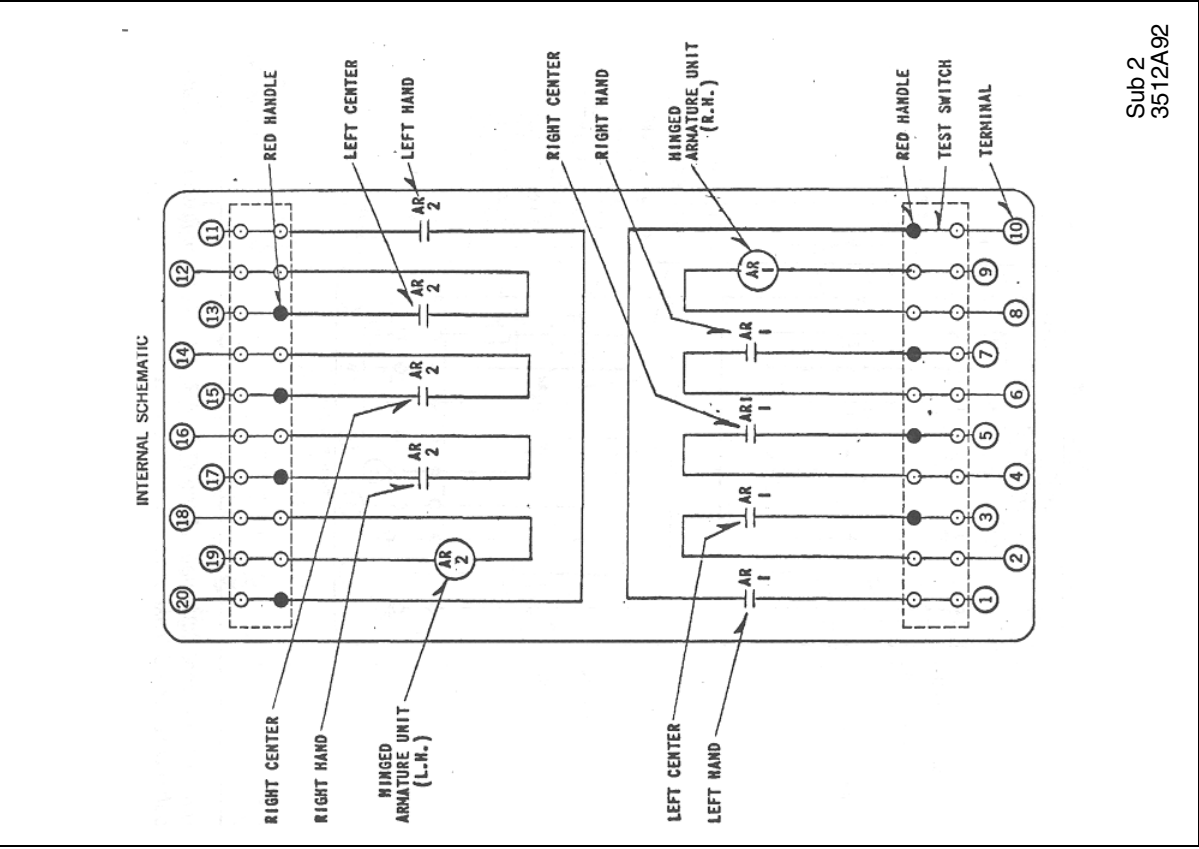 Sub 2
3512A92
INTERNAL SCHEMATIC
RED HANDLE
LEFT CENTER
LEFT HAND
RIGHT CENTER
RIGHT HAND
HINGED
ARMATURE UNIT
(R.H.)
RED HANDLE
TEST SWITCH
TERMINAL
11
12
13
14
15
16
17
18
19
20
AR
2
AR
2
AR
2
AR
2
AR
2
AR
1
AR
1
ARI
1
AR
1
AR
1
10
9
8
7
6
5
4
3
2
1
RIGHT CENTER
RIGHT HAND
HINGED
ARMATURE UNIT
(L.H.)
LEFT CENTER
LEFT HAND